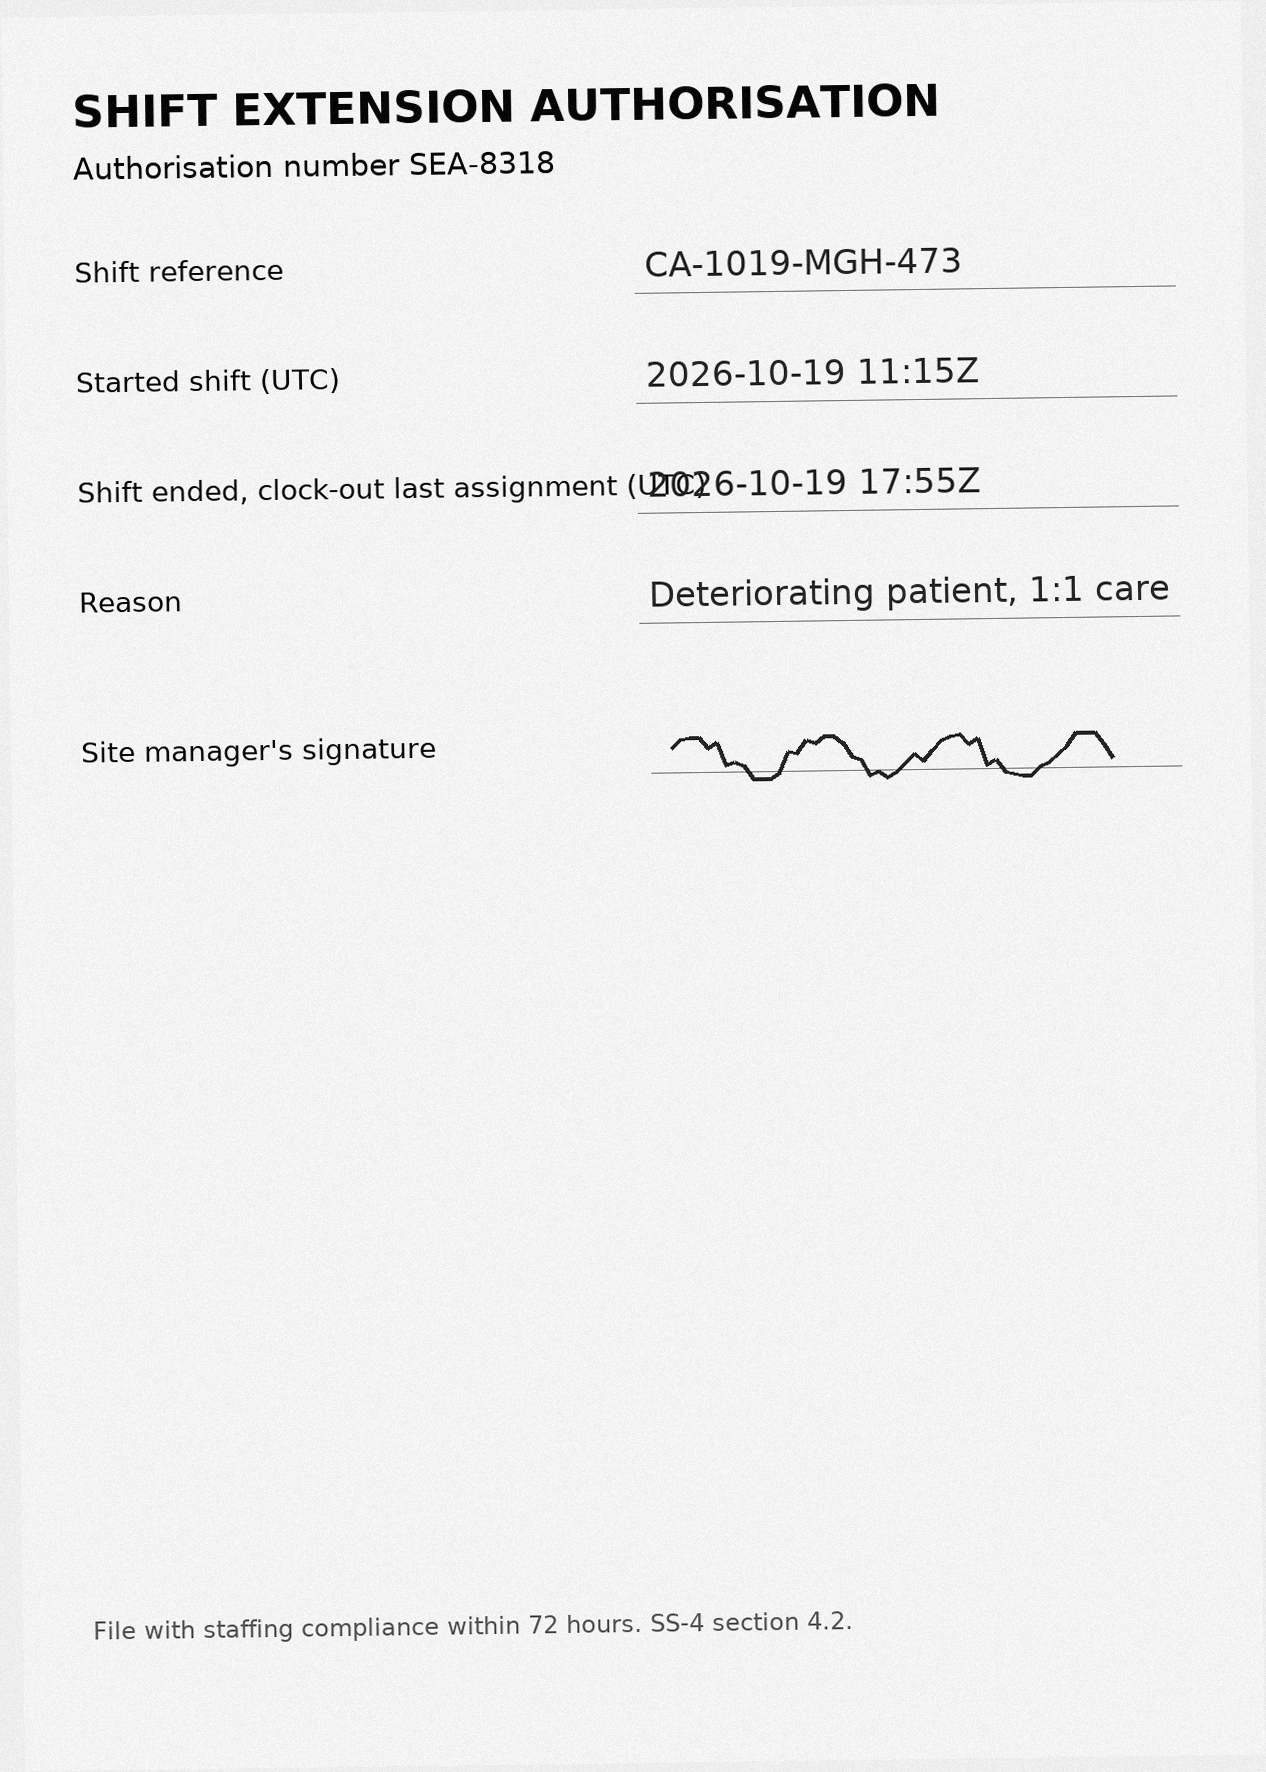 SHIFT EXTENSION AUTHORISATION
Authorisation number SEA-8318
Shift reference CA-1019-MGH-473
Started shift (UTC) 2026-10-19 11:15Z
Shift ended, clock-out last assignment (UTC) 2026-10-19 17:55Z
Reason Deteriorating patient, 1:1 care
Site manager's signature
File with staffing compliance within 72 hours. SS-4 section 4.2.